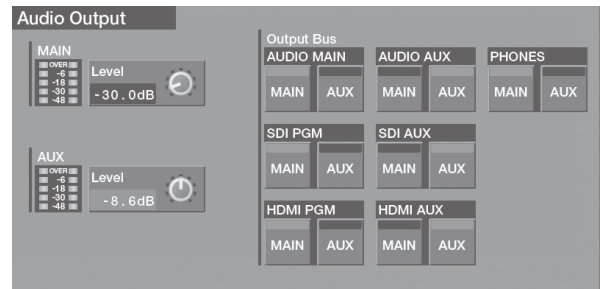 Audio Output
MAIN
OVER
-6
-18
-30
-48
Level
-30.0dB
AUX
OVER
-6
-18
-30
-48
Level
-8.6dB
Output Bus
AUDIO MAIN
MAIN AUX
AUDIO AUX
MAIN AUX
PHONES
MAIN AUX
SDI PGM
MAIN AUX
SDI AUX
MAIN AUX
HDMI PGM
MAIN AUX
HDMI AUX
MAIN AUX